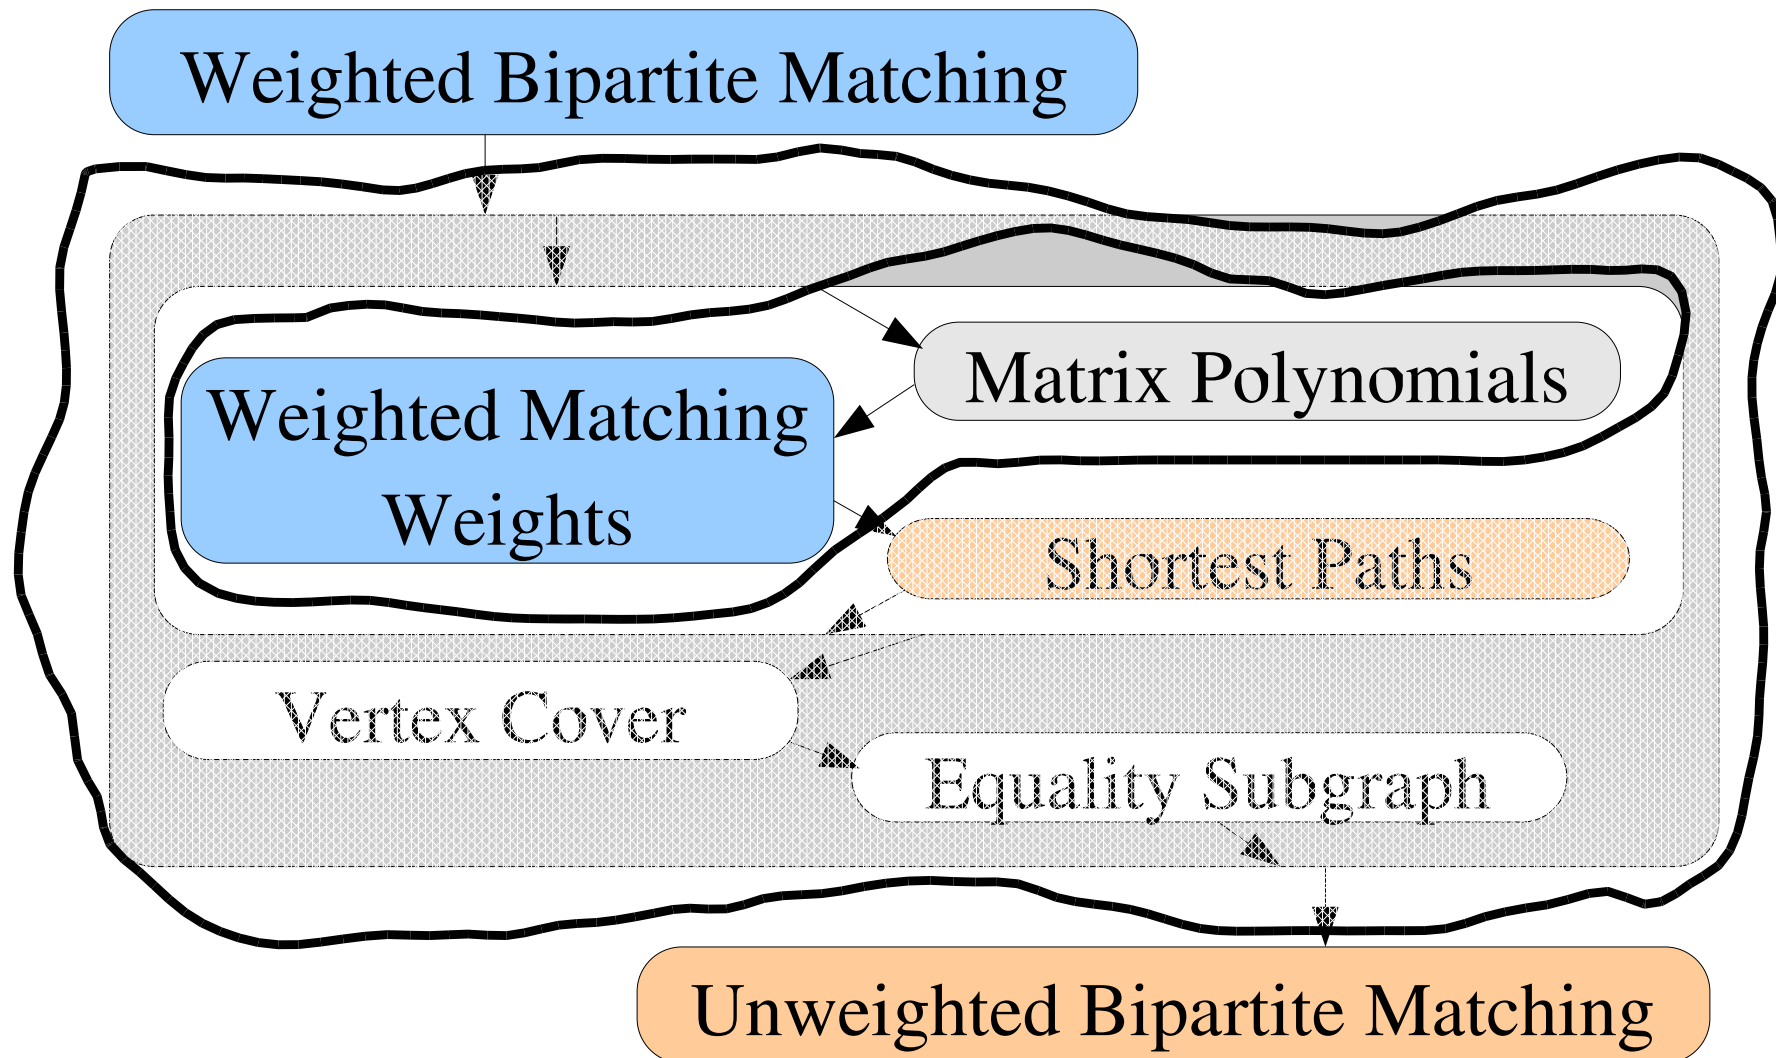 Weighted Bipartite Matching
Matrix Polynomials
Weighted Matching
Weights
Shortest Paths
Vertex Cover
Equality Subgraph
Unweighted Bipartite Matching